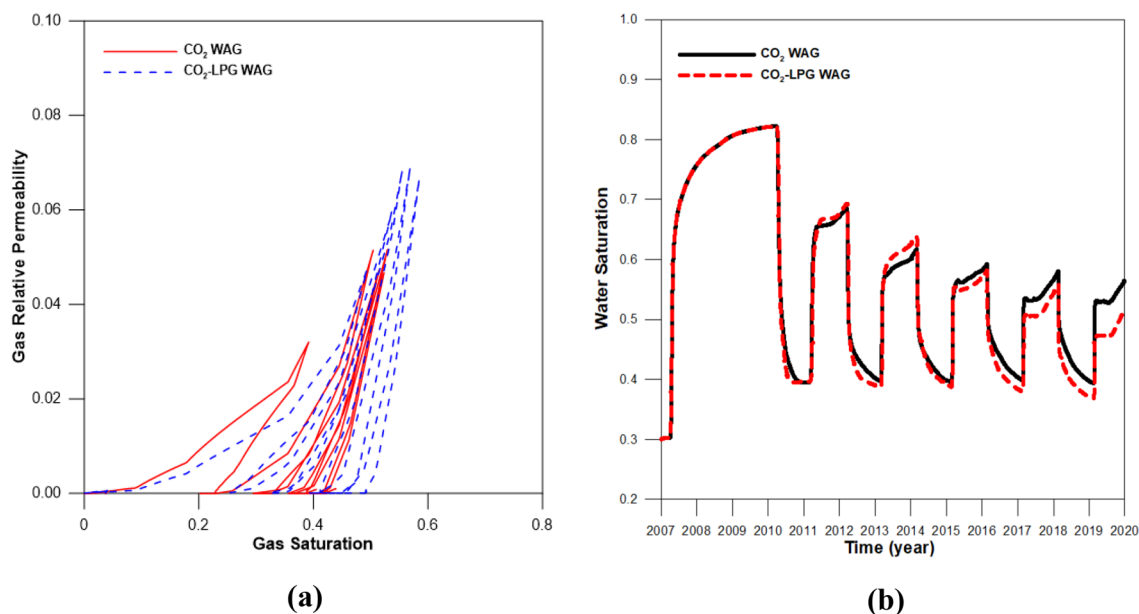 0.10
CO2 WAG
CO2-LPG WAG
0.08
0.06
0.04
0.02
0.00
0
0.2
0.4
0.6
0.8
Gas Relative Permeability
Gas Saturation
(a)
1.0
CO2 WAG
CO2-LPG WAG
0.9
0.8
0.7
0.6
0.5
0.4
0.3
0.2
Water Saturation
2007 2008 2009 2010 2011 2012 2013 2014 2015 2016 2017 2018 2019 2020
Time (year)
(b)